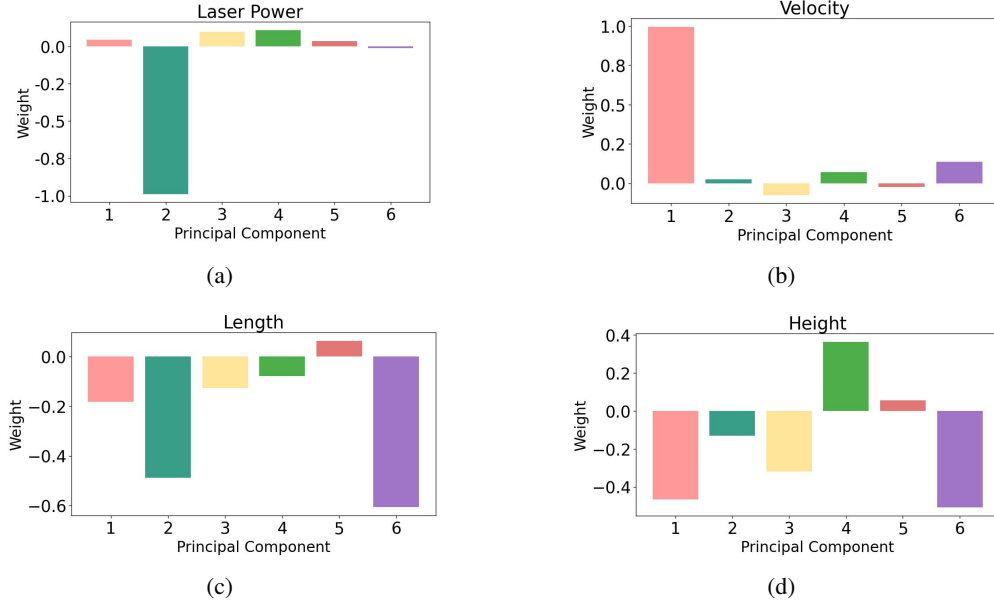 Laser Power
Weight
0.0
-0.2
-0.5
-0.8
-1.0
1 2 3 4 5 6
Principal Component
(a)
Velocity
Weight
1.0
0.8
0.5
0.2
0.0
1 2 3 4 5 6
Principal Component
(b)
Length
Weight
0.0
−0.2
−0.4
−0.6
1 2 3 4 5 6
Principal Component
(c)
Height
Weight
0.4
0.2
0.0
−0.2
−0.4
1 2 3 4 5 6
Principal Component
(d)